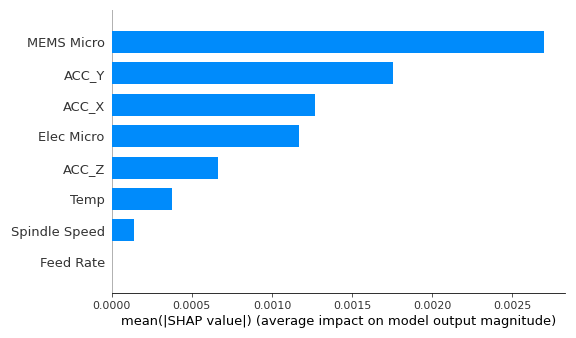 MEMS Micro
ACC_Y
ACC_X
Elec Micro
ACC_Z
Temp
Spindle Speed
Feed Rate
0.0000 0.0005 0.0010 0.0015 0.0020 0.0025
mean(|SHAP value|) (average impact on model output magnitude)